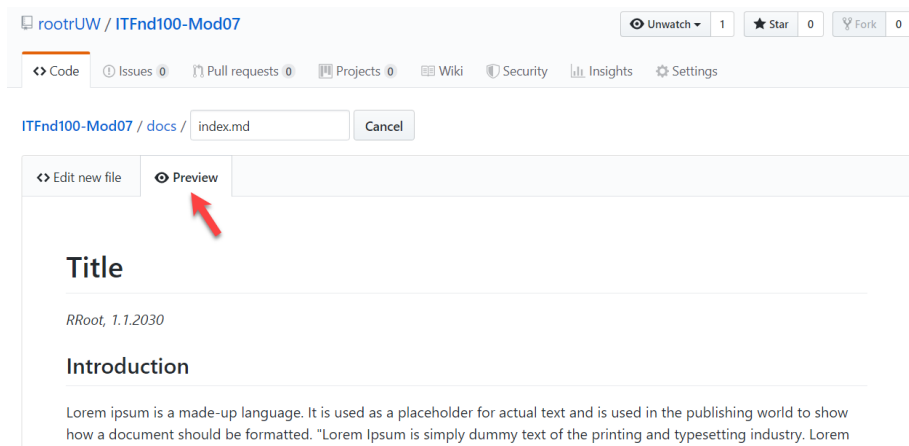 rootrUW / ITFnd100-Mod07 Unwatch 1 Star 0 Fork 0
Code Issues 0 Pull requests 0 Projects 0 Wiki Security Insights Settings
ITFnd100-Mod07 / docs / index.md Cancel
<> Edit new file Preview
Title
RRoot, 1.1.2030
Introduction
Lorem ipsum is a made-up language. It is used as a placeholder for actual text and is used in the publishing world to show
how a document should be formatted. "Lorem Ipsum is simply dummy text of the printing and typesetting industry. Lorem